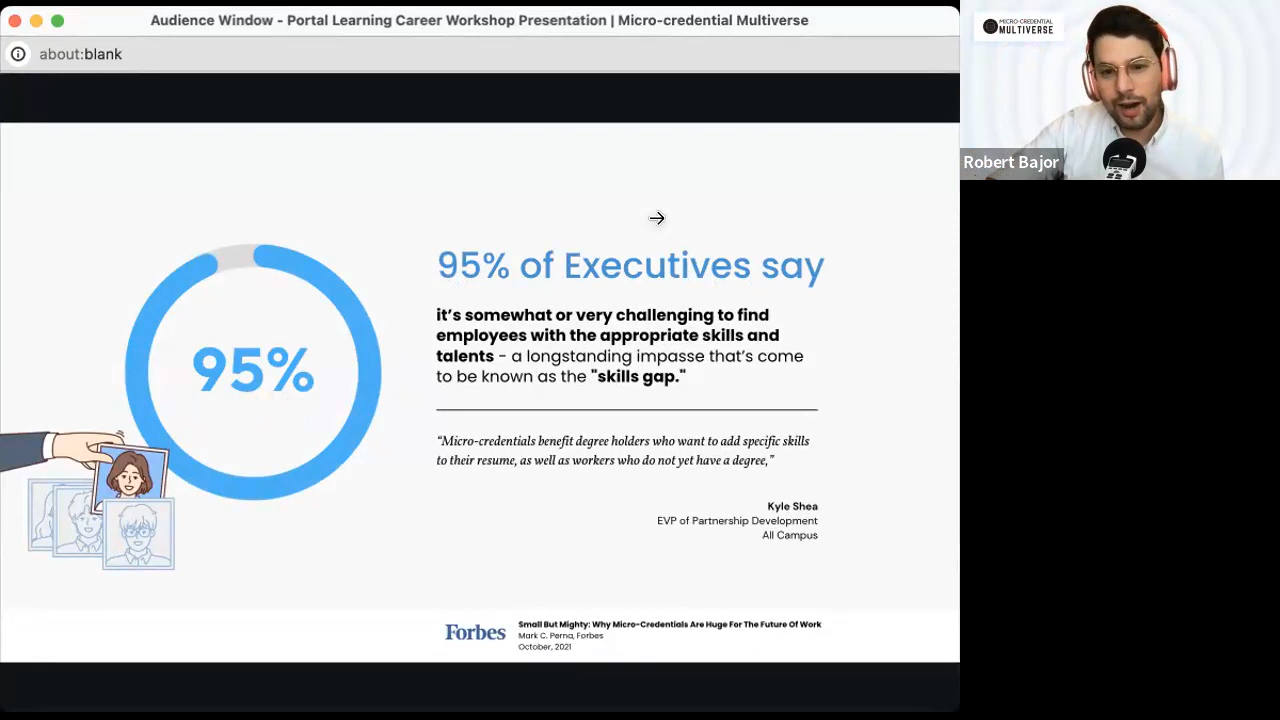 Audience Window - Portal Learning Career Workshop Presentation | Micro-credential Multiverse
about:blank
MICRO-CREDENTIAL
MULTIVERSE
Robert Bajor
95%
95% of Executives say
it's somewhat or very challenging to find
employees with the appropriate skills and
talents - a longstanding impasse that's come
to be known as the "skills gap."
“Micro-credentials benefit degree holders who want to add specific skills
to their resume, as well as workers who do not yet have a degree,”
Kyle Shea
EVP of Partnership Development
All Campus
Forbes
Small But Mighty: Why Micro-Credentials Are Huge For The Future Of Work
Mark C. Perna, Forbes
October, 2021